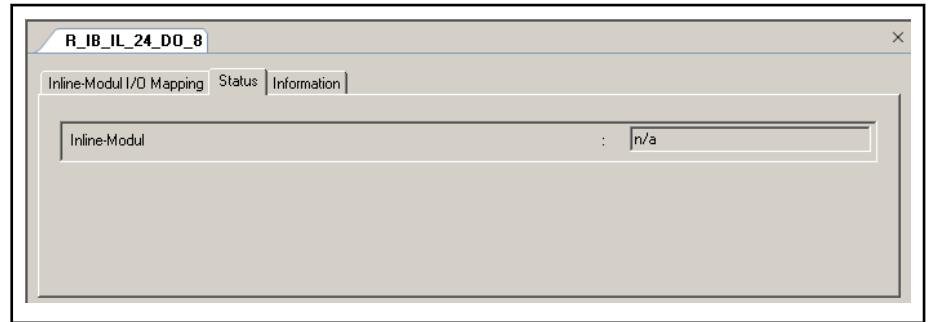 R_IB_IL_24_DO_8
Inline-Modul I/O Mapping Status Information
Inline-Modul : n/a